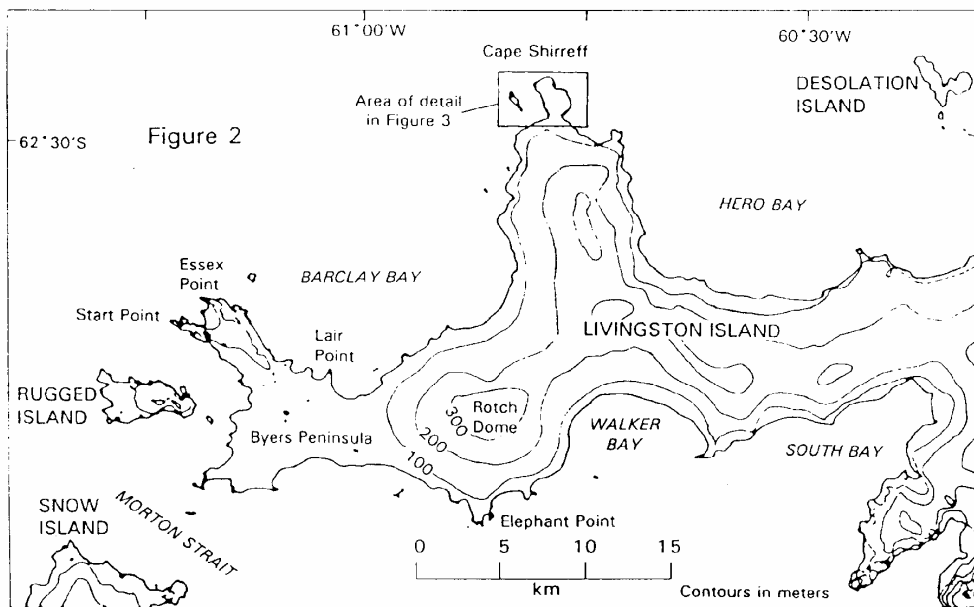 61°00'W
60°30'W
Cape Shirreff
DESOLATION
ISLAND
Area of detail
in Figure 3
62°30'S
Figure 2
HERO BAY
Essex
Point
BARCLAY BAY
Start Point
Lair
Point
LIVINGSTON ISLAND
RUGGED
ISLAND
Rotch
Dome
300
200
100
Byers Peninsula
WALKER
BAY
SOUTH BAY
SNOW
ISLAND
MORTON STRAIT
Elephant Point
0 5 10 15
km
Contours in meters